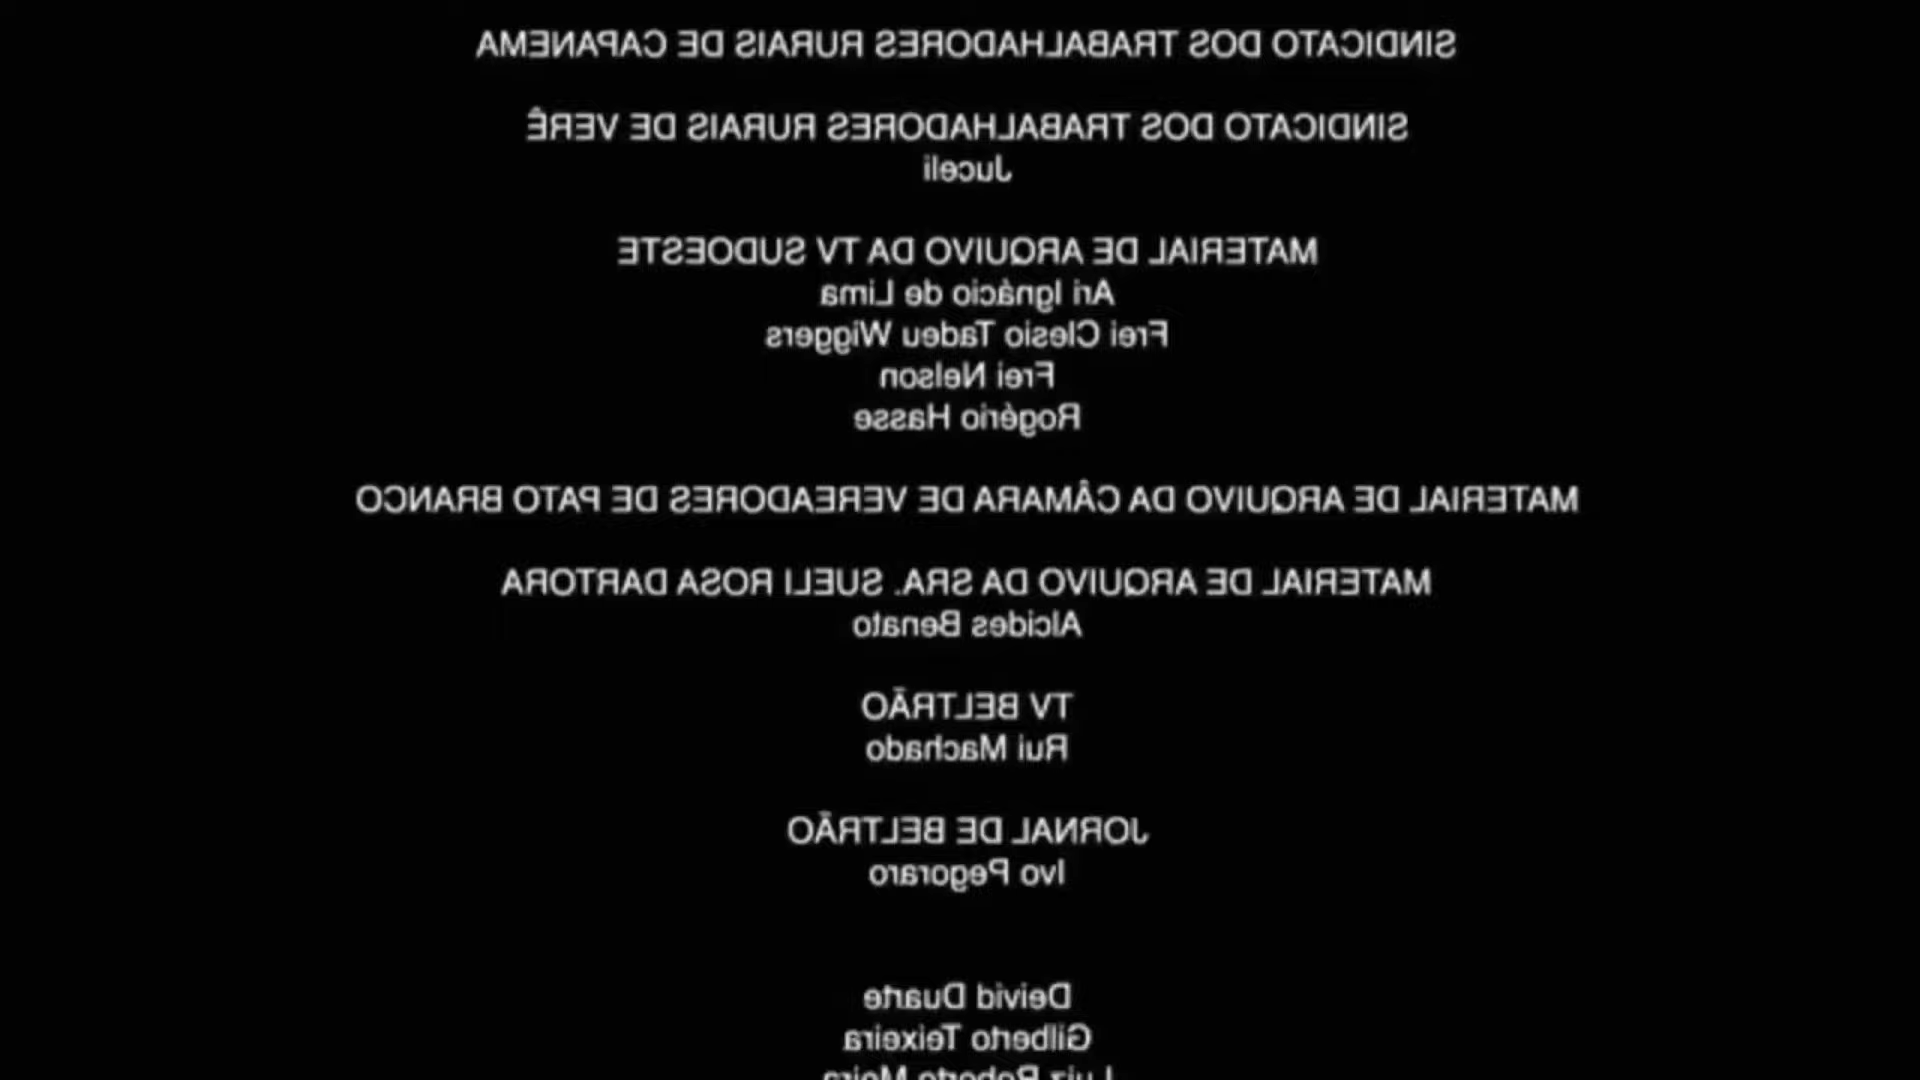 SINDICATO DOS TRABALHADORES RURAIS DE CAPANEMA
SINDICATO DOS TRABALHADORES RURAIS DE VERÊ
Juceli
MATERIAL DE ARQUIVO DA TV SUDOESTE
Ari Ignácio de Lima
Frei Clesio Tadeu Wiggers
Frei Nelson
Rogério Hasse
MATERIAL DE ARQUIVO DA CÂMARA DE VEREADORES DE PATO BRANCO
MATERIAL DE ARQUIVO DA SRA. SUELI ROSA DARTORA
Alcides Benato
TV BELTRÃO
Rui Machado
JORNAL DE BELTRÃO
Ivo Pegoraro
Deivid Duarte
Gilberto Teixeira
Luiz Roberto Meira